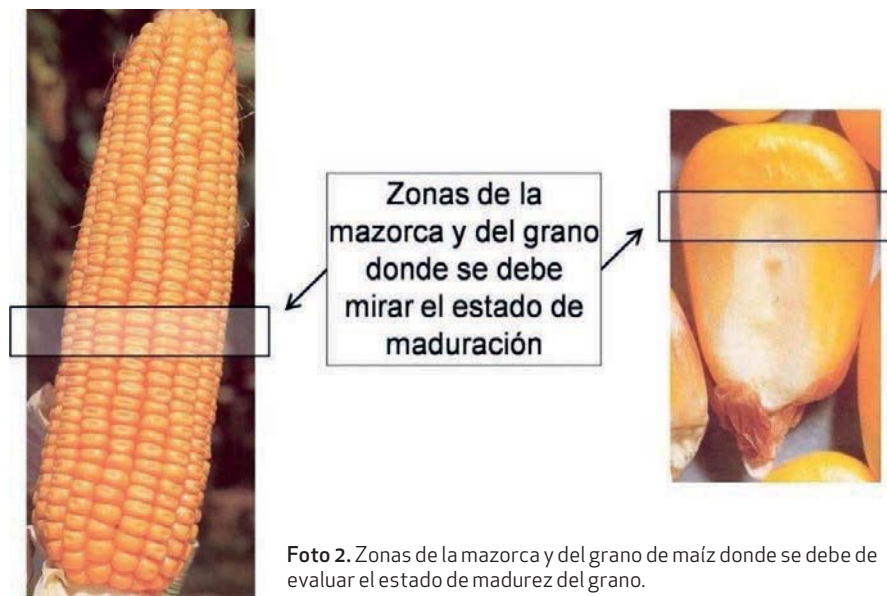 Zonas de la
mazorca y del grano
donde se debe
mirar el estado de
maduración
Foto 2. Zonas de la mazorca y del grano de maíz donde se debe de
evaluar el estado de madurez del grano.